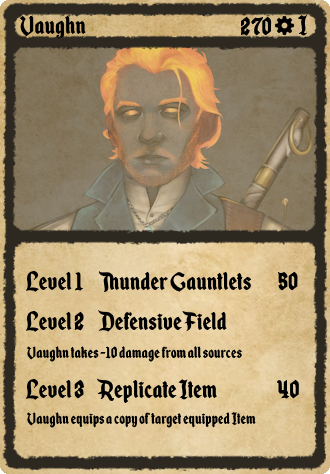 Vaughn 270 I
Level 1 Thunder Gauntlets 50
Level 2 Defensive Field
Vaughn takes -10 damage from all sources
Level 3 Replicate Item 40
Vaughn equips a copy of target equipped Item